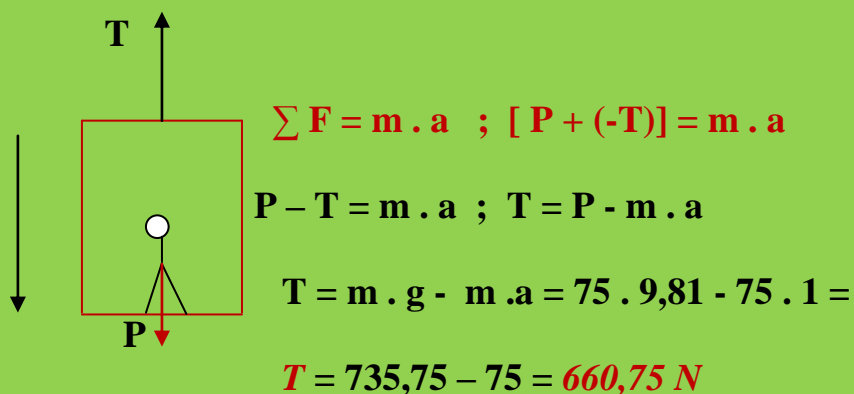 T
∑ F = m . a ; [ P + (-T)] = m . a
P – T = m . a ; T = P - m . a
T = m . g - m .a = 75 . 9,81 - 75 . 1 =
P
T = 735,75 – 75 = 660,75 N